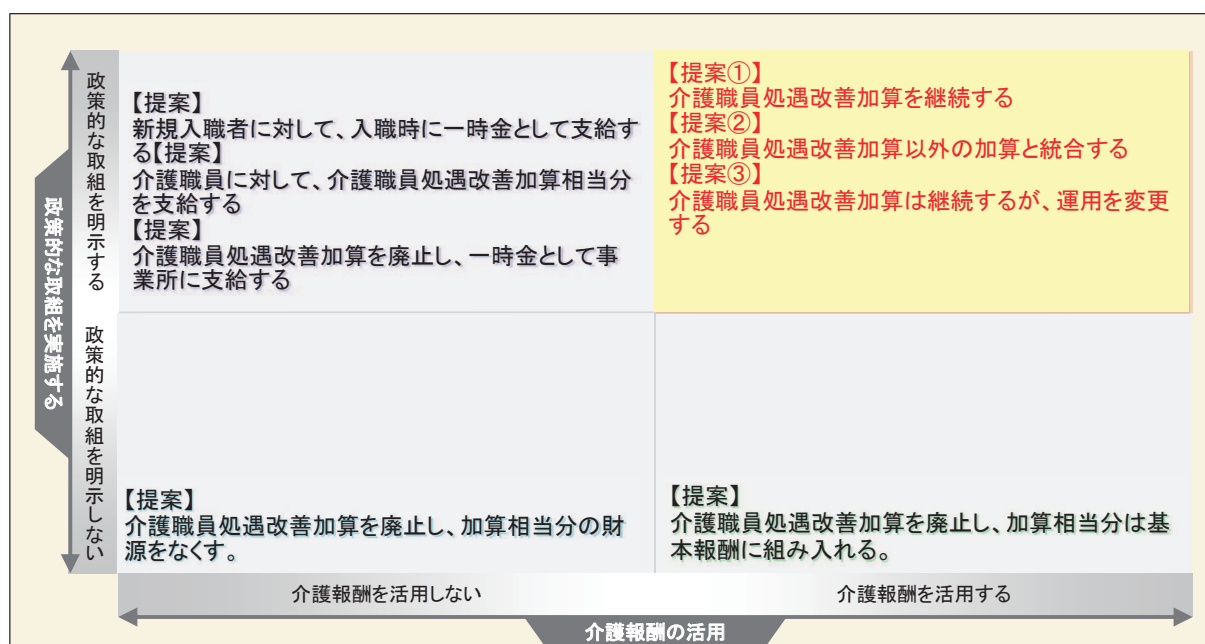 政策的な取組を実施する
政策的な取組を明示する
【提案】
新規入職者に対して、入職時に一時金として支給す
る【提案】
介護職員に対して、介護職員処遇改善加算相当分
を支給する
【提案】
介護職員処遇改善加算を廃止し、一時金として事
業所に支給する
【提案①】
介護職員処遇改善加算を継続する
【提案②】
介護職員処遇改善加算以外の加算と統合する
【提案③】
介護職員処遇改善加算は継続するが、運用を変更
する
政策的な取組を明示しない
【提案】
介護職員処遇改善加算を廃止し、加算相当分の財
源をなくす。
【提案】
介護職員処遇改善加算を廃止し、加算相当分は基
本報酬に組み入れる。
介護報酬を活用しない
介護報酬を活用する
介護報酬の活用